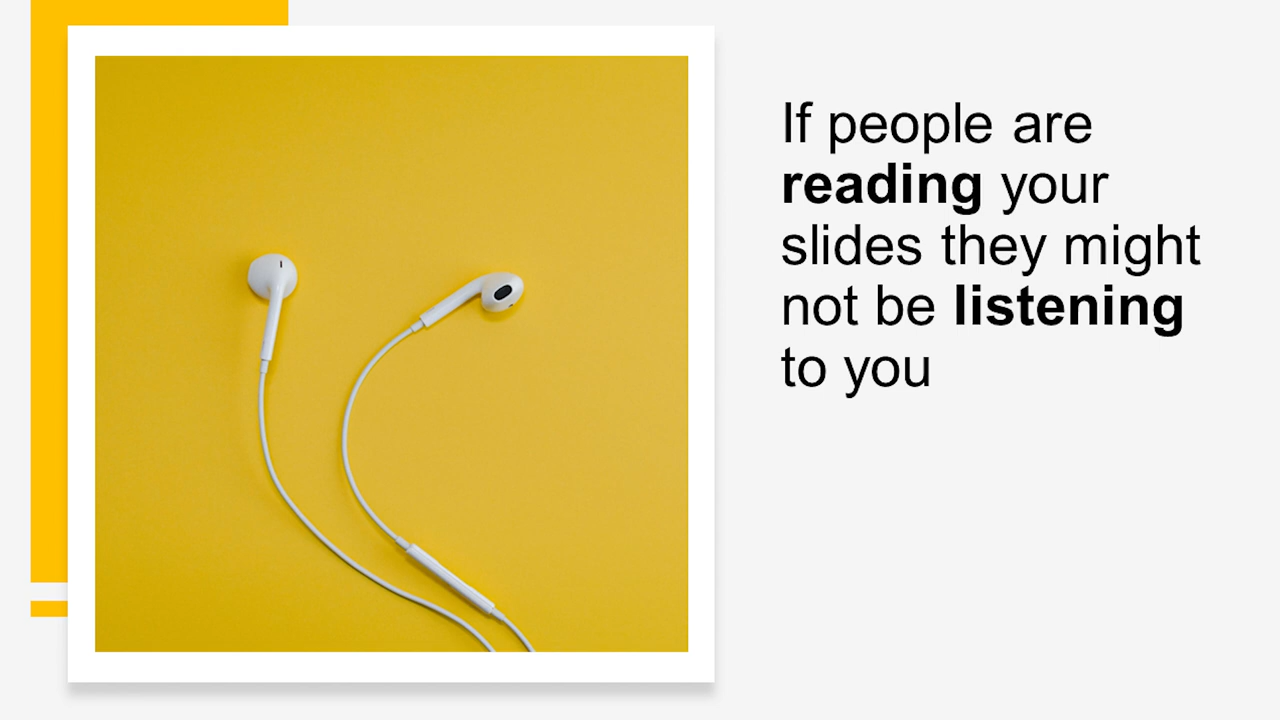 If people are
reading your
slides they might
not be listening
to you